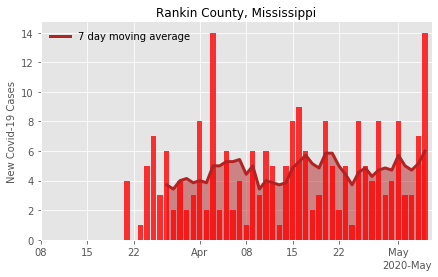 Rankin County, Mississippi
7 day moving average
New Covid-19 Cases
14
12
10
8
6
4
2
0
08 15 22 Apr 08 15 22 May
2020-May